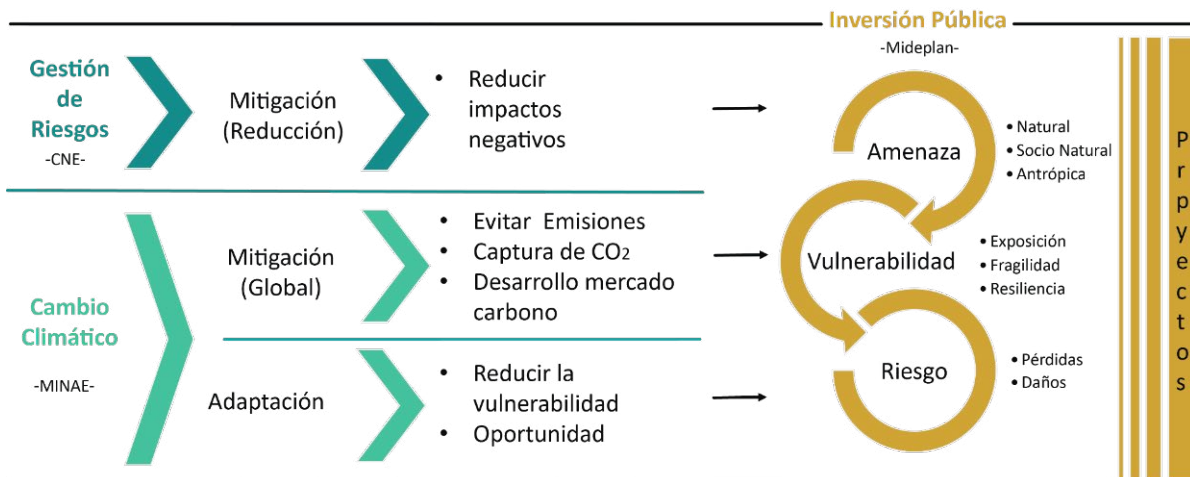 Inversión Pública
-Mideplan-
Gestión
de
Riesgos
-CNE-
Mitigación
(Reducción)
• Reducir
impactos
negativos
Cambio
Climático
-MINAE-
Mitigación
(Global)
• Evitar Emisiones
• Captura de CO₂
• Desarrollo mercado
carbono
Adaptación
• Reducir la
vulnerabilidad
• Oportunidad
Amenaza
• Natural
• Socio Natural
• Antrópica
Vulnerabilidad
• Exposición
• Fragilidad
• Resiliencia
Riesgo
• Pérdidas
• Daños
Prpyectos